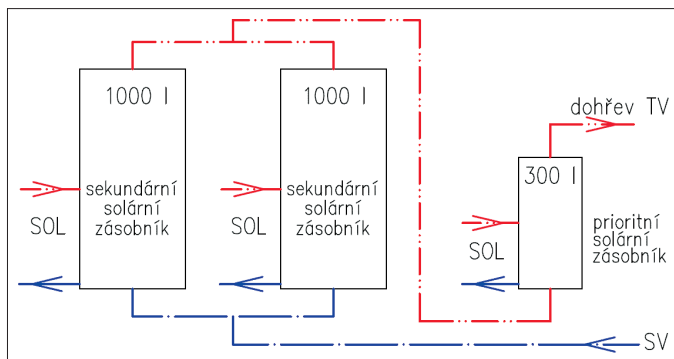 1000 l
sekundární
solární
zásobník
SOL
1000 l
sekundární
solární
zásobník
SOL
dohřev TV
300 l
prioritní
solární
zásobník
SOL
SV